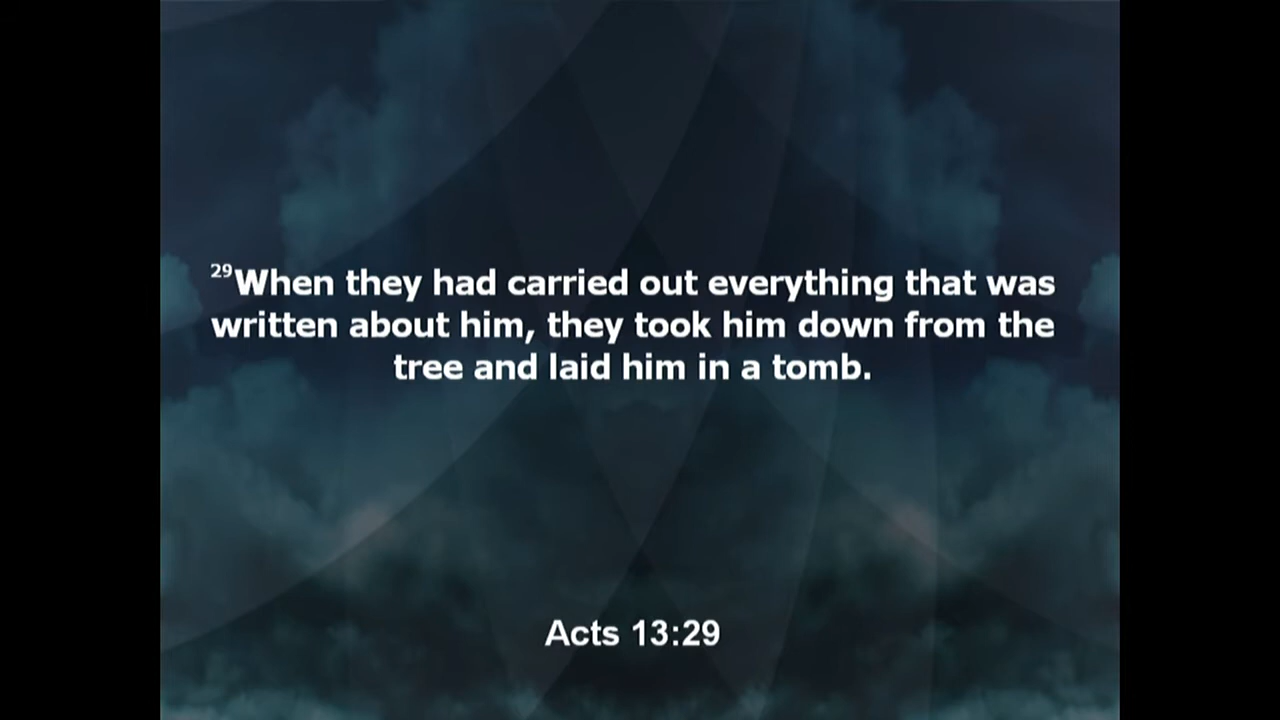 29When they had carried out everything that was
written about him, they took him down from the
tree and laid him in a tomb.
Acts 13:29